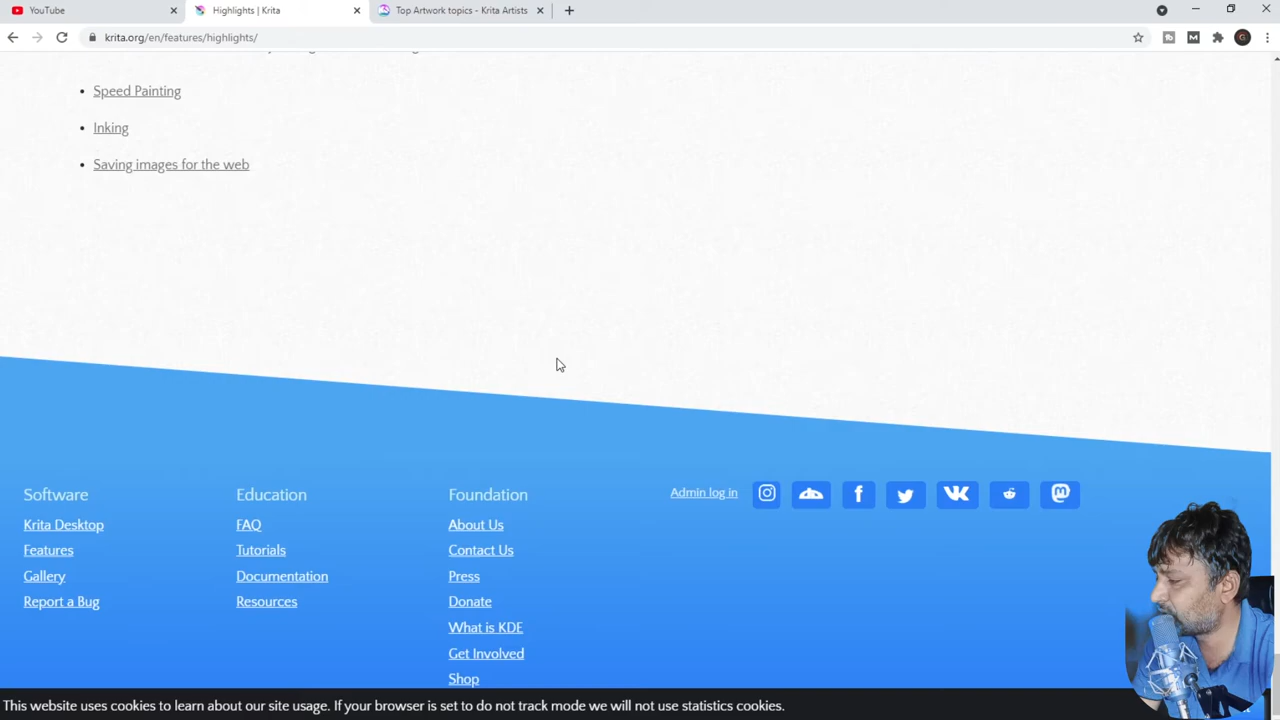 YouTube
Highlights | Krita
Top Artwork topics - Krita Artists
krita.org/en/features/highlights/
Speed Painting
Inking
Saving images for the web
Software
Krita Desktop
Features
Gallery
Report a Bug
Education
FAQ
Tutorials
Documentation
Resources
Foundation
About Us
Contact Us
Press
Donate
What is KDE
Get Involved
Shop
Admin log in
This website uses cookies to learn about our site usage. If your browser is set to do not track mode we will not use statistics cookies.